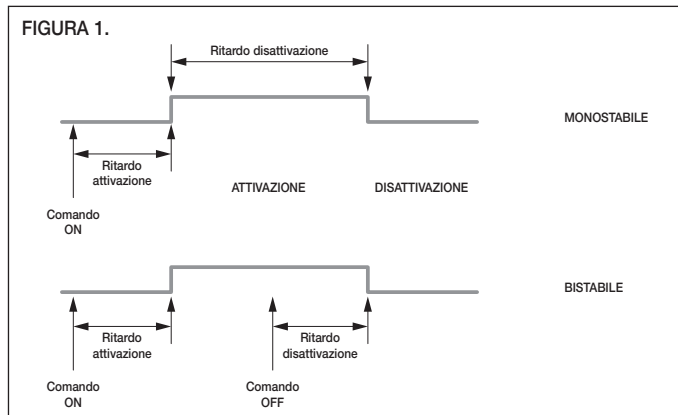 FIGURA 1.
Ritardo disattivazione
MONOSTABILE
Ritardo
attivazione
ATTIVAZIONE
DISATTIVAZIONE
Comando
ON
BISTABILE
Ritardo
attivazione
Ritardo
disattivazione
Comando
ON
Comando
OFF